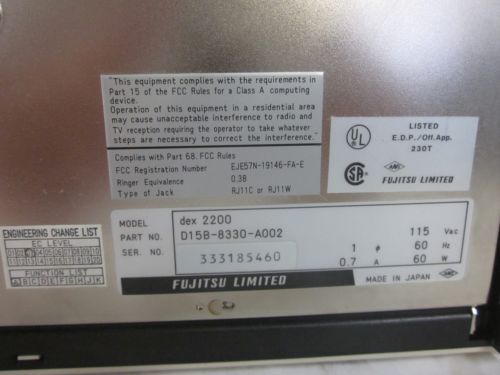 "This equipment complies with the requirements in
Part 15 of the FCC Rules for a Class A computing
device.
Operation of this equipment in a residential area
may cause unacceptable interference to radio and
TV reception requiring the operator to take whatever
steps are necessary to correct the interference."
Complies with Part 68, FCC Rules
FCC Registration Number EJE57N-19146-FA-E
Ringer Equivalence 0.3B
Type of Jack RJ11C or RJ11W
UL LISTED
E.D.P./Off.App.
230T
SA
FUJITSU LIMITED
ENGINEERING CHANGE LIST
EC LEVEL
FUNCTION LIST
A B C D E F G H J K
MODEL dex 2200
PART NO. D15B-8330-A002 115 Vac
SER. NO. 333185460 1 φ 60 Hz
0.7 A 60 W
FUJITSU LIMITED MADE IN JAPAN